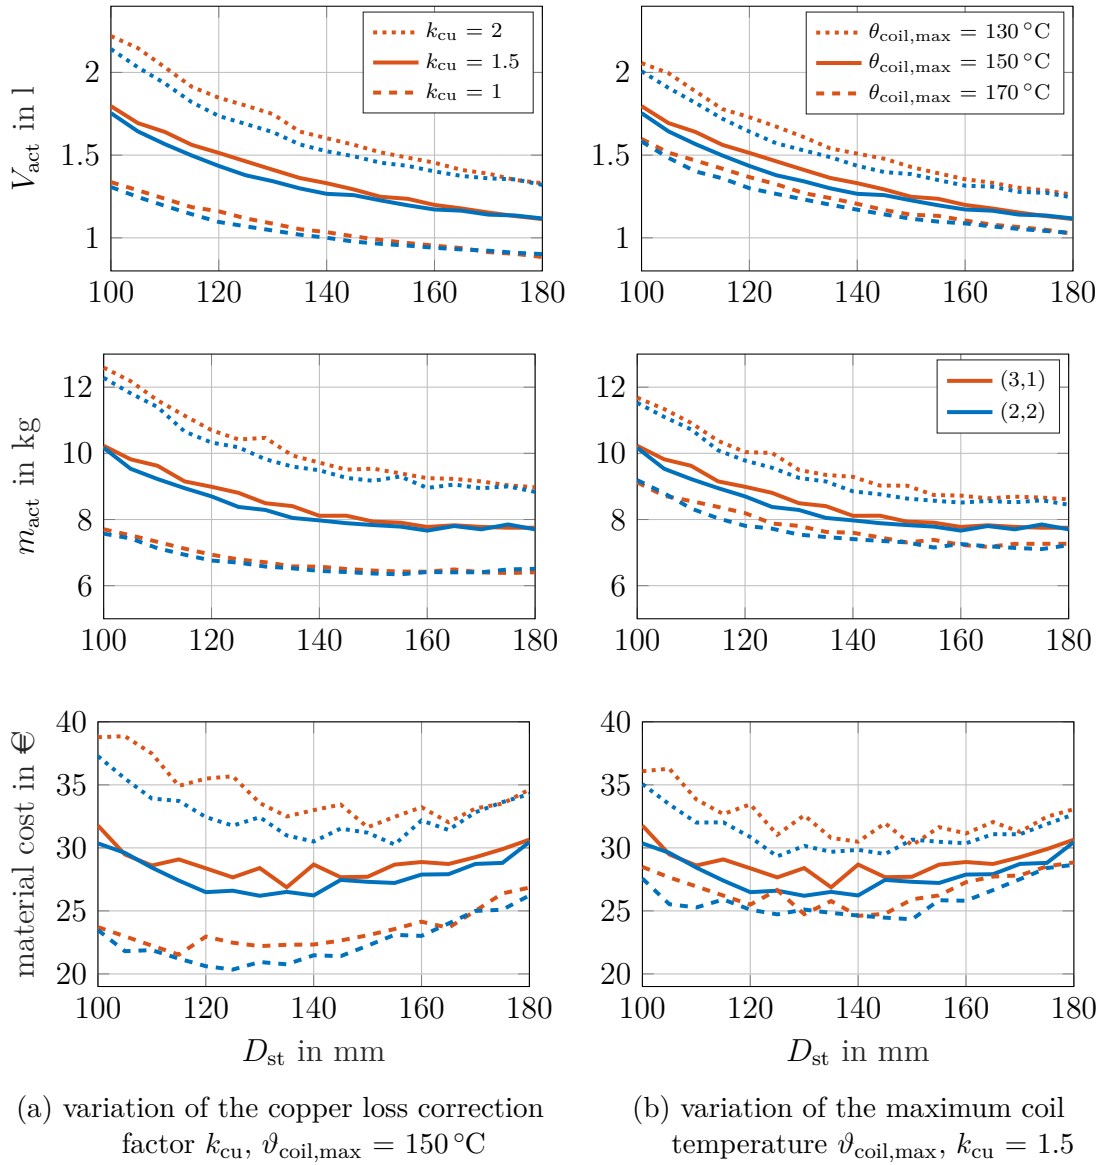 k_cu = 2
k_cu = 1.5
k_cu = 1
θ_coil,max = 130 °C
θ_coil,max = 150 °C
θ_coil,max = 170 °C
V_act in l
2
1.5
1
100 120 140 160 180
2
1.5
1
100 120 140 160 180
m_act in kg
12
10
8
6
100 120 140 160 180
(3,1)
(2,2)
12
10
8
6
100 120 140 160 180
material cost in €
40
35
30
25
20
100 120 140 160 180
D_st in mm
40
35
30
25
20
100 120 140 160 180
D_st in mm
(a) variation of the copper loss correction
factor k_cu, ϑ_coil,max = 150 °C
(b) variation of the maximum coil
temperature ϑ_coil,max, k_cu = 1.5